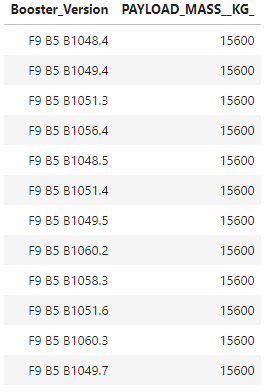 Booster_Version PAYLOAD_MASS__KG_
F9 B5 B1048.4 15600
F9 B5 B1049.4 15600
F9 B5 B1051.3 15600
F9 B5 B1056.4 15600
F9 B5 B1048.5 15600
F9 B5 B1051.4 15600
F9 B5 B1049.5 15600
F9 B5 B1060.2 15600
F9 B5 B1058.3 15600
F9 B5 B1051.6 15600
F9 B5 B1060.3 15600
F9 B5 B1049.7 15600